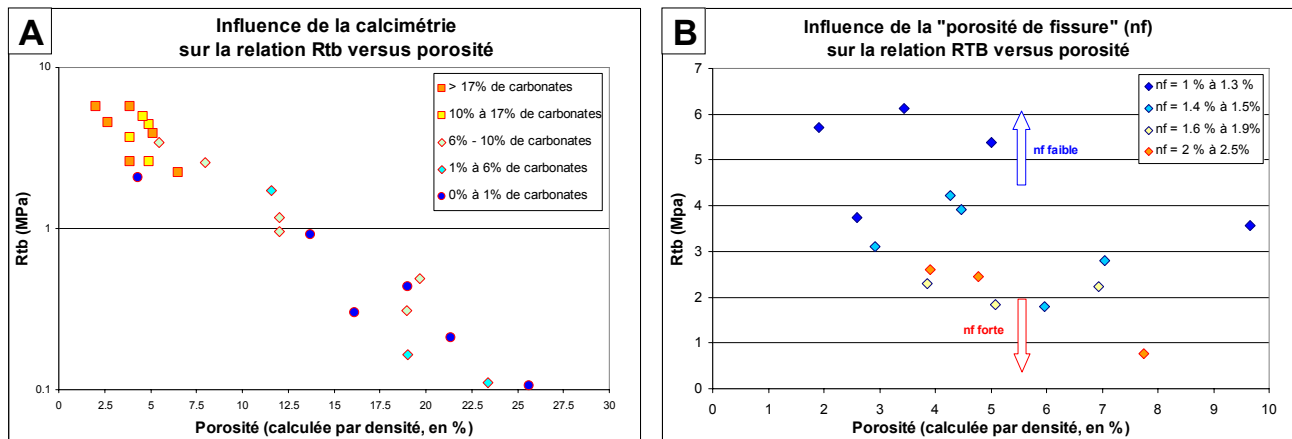 A
Influence de la calcimétrie
sur la relation Rtb versus porosité
10
1
0.1
Rtb (MPa)
> 17% de carbonates
10% à 17% de carbonates
6% - 10% de carbonates
1% à 6% de carbonates
0% à 1% de carbonates
0 2.5 5 7.5 10 12.5 15 17.5 20 22.5 25 27.5 30
Porosité (calculée par densité, en %)
B
Influence de la "porosité de fissure" (nf)
sur la relation RTB versus porosité
7
6
5
4
3
2
1
0
Rtb (Mpa)
nf = 1 % à 1.3 %
nf = 1.4 % à 1.5%
nf = 1.6 % à 1.9%
nf = 2 % à 2.5%
nf faible
nf forte
0 1 2 3 4 5 6 7 8 9 10
Porosité (calculée par densité, en %)